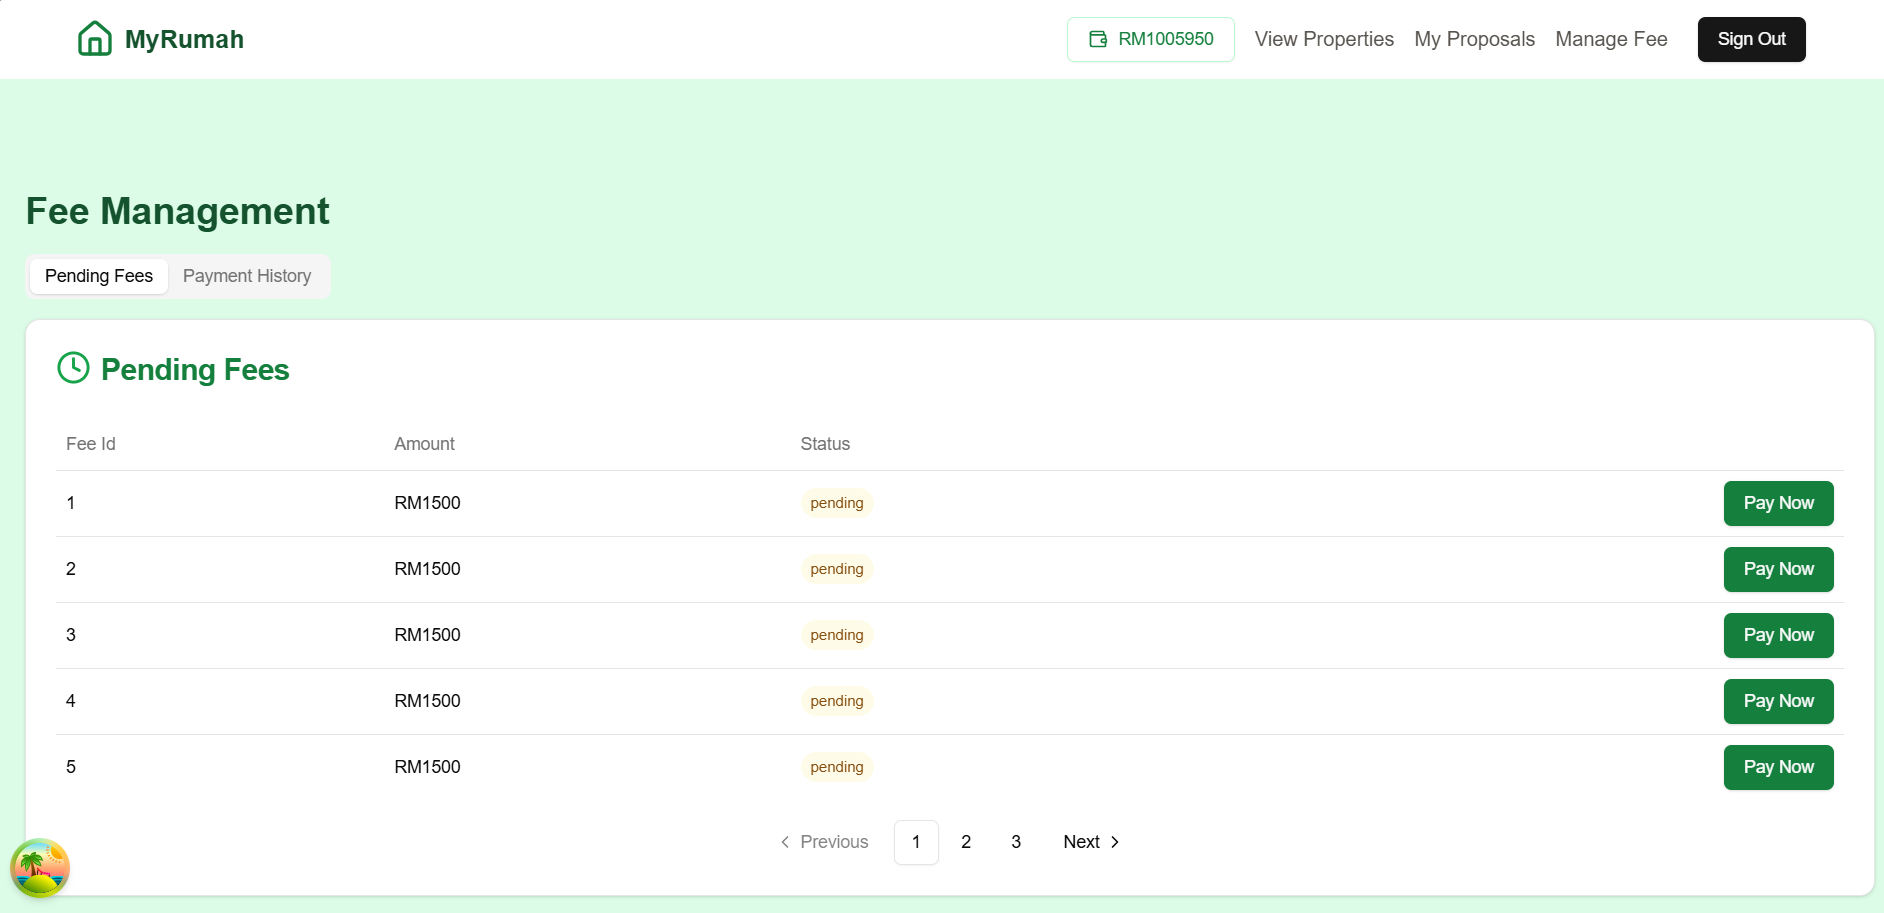 MyRumah
RM1005950 View Properties My Proposals Manage Fee Sign Out
Fee Management
Pending Fees Payment History
Pending Fees
Fee Id Amount Status
1 RM1500 pending Pay Now
2 RM1500 pending Pay Now
3 RM1500 pending Pay Now
4 RM1500 pending Pay Now
5 RM1500 pending Pay Now
Previous 1 2 3 Next